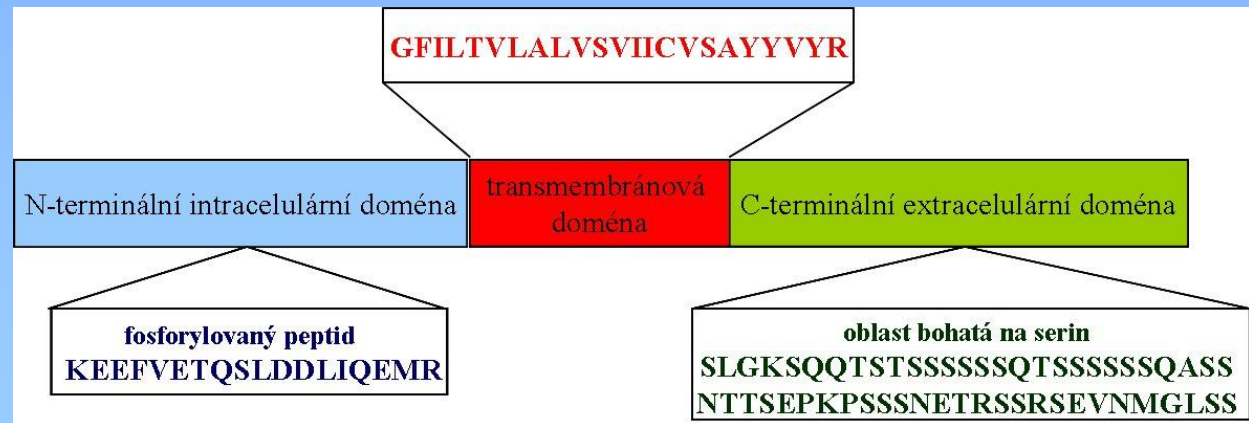 GFILTVLALVSVIICVSAYYVYR
N-terminální intracelulární doména
transmembránová
doména
C-terminální extracelulární doména
fosforylovaný peptid
KEEFVETQSLDDLIQEMR
oblast bohatá na serin
SLGKSQQTSTSSSSSSQTSSSSSSQASS
NTTSEPKPSSSNETRSSRSEVNMGLSS